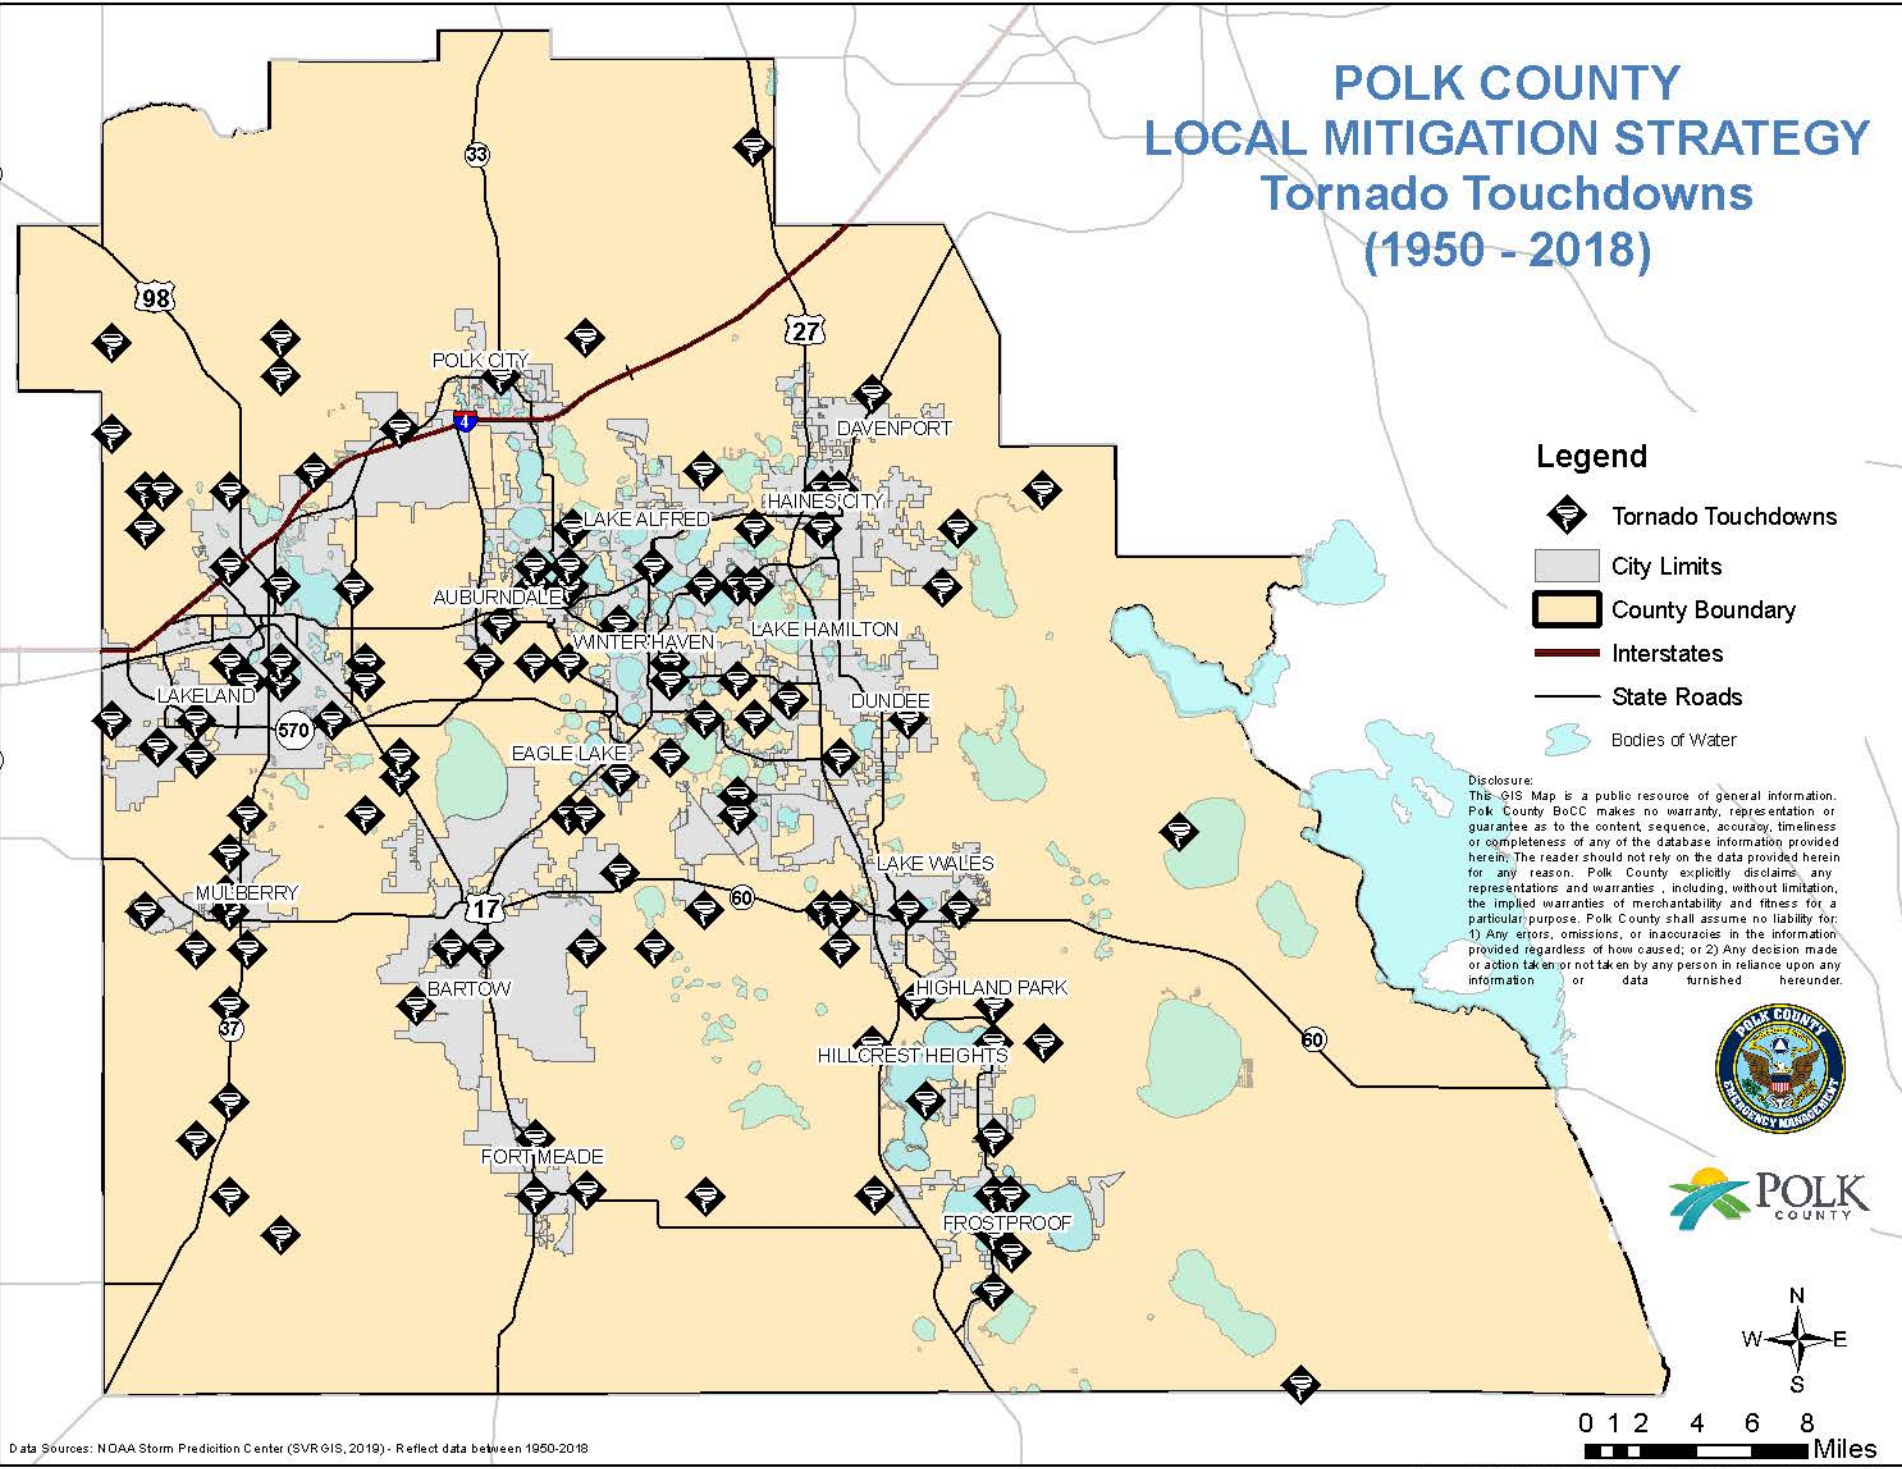 POLK COUNTY
LOCAL MITIGATION STRATEGY
Tornado Touchdowns
(1950 - 2018)
33
98
27
POLK CITY
4
DAVENPORT
HAINES CITY
LAKE ALFRED
AUBURNDALE
WINTER HAVEN
LAKE HAMILTON
LAKELAND
DUNDEE
570
EAGLE LAKE
LAKE WALES
MULBERRY
17
60
BARTOW
HIGHLAND PARK
37
60
HILLCREST HEIGHTS
FORT MEADE
FROSTPROOF
Legend
Tornado Touchdowns
City Limits
County Boundary
Interstates
State Roads
Bodies of Water
Disclosure:
This GIS Map is a public resource of general information.
Polk County BoCC makes no warranty, representation or
guarantee as to the content, sequence, accuracy, timeliness
or completeness of any of the database information provided
herein. The reader should not rely on the data provided herein
for any reason. Polk County explicitly disclaims any
representations and warranties , including, without limitation,
the implied warranties of merchantability and fitness for a
particular purpose. Polk County shall assume no liability for:
1) Any errors, omissions, or inaccuracies in the information
provided regardless of how caused; or 2) Any decision made
or action taken or not taken by any person in reliance upon any
information or data furnished hereunder.
POLK COUNTY
EMERGENCY MANAGEMENT
POLK
COUNTY
N
W E
S
0 1 2 4 6 8
Miles
Data Sources: NOAA Storm Predicition Center (SVRGIS, 2019) - Reflect data between 1950-2018